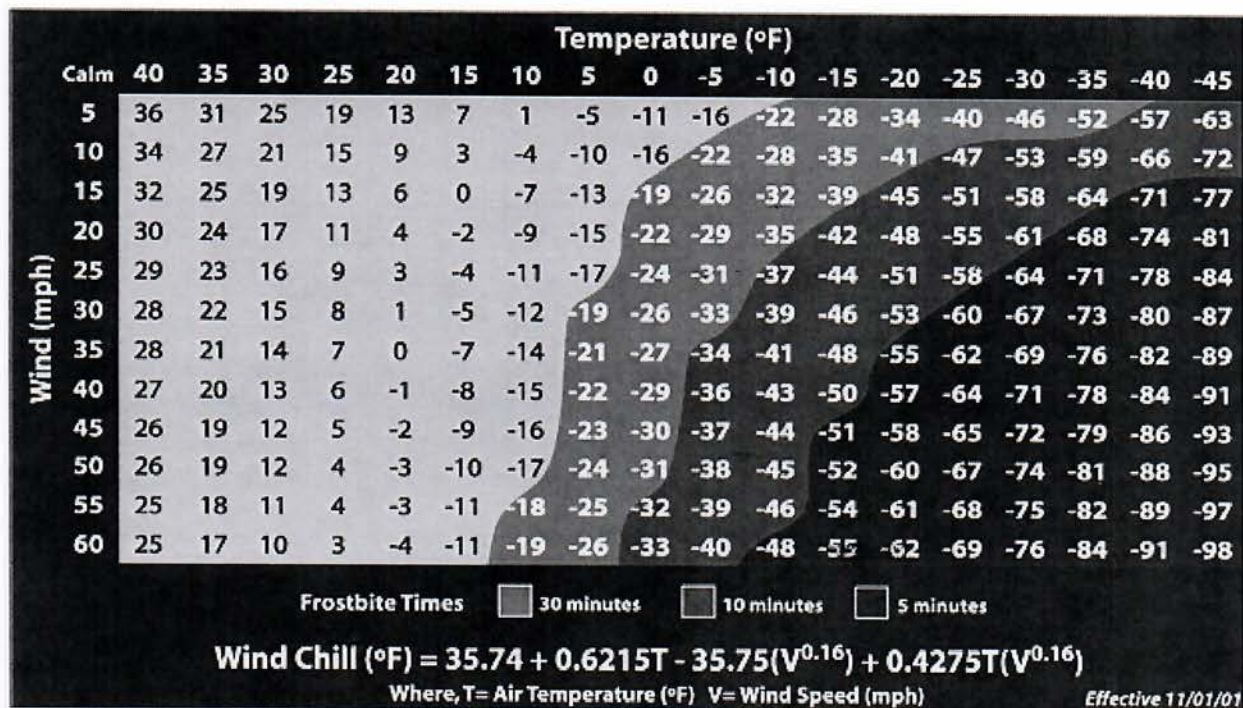 Temperature (°F)
Calm 40 35 30 25 20 15 10 5 0 -5 -10 -15 -20 -25 -30 -35 -40 -45
5 36 31 25 19 13 7 1 -5 -11 -16 -22 -28 -34 -40 -46 -52 -57 -63
10 34 27 21 15 9 3 -4 -10 -16 -22 -28 -35 -41 -47 -53 -59 -66 -72
15 32 25 19 13 6 0 -7 -13 -19 -26 -32 -39 -45 -51 -58 -64 -71 -77
20 30 24 17 11 4 -2 -9 -15 -22 -29 -35 -42 -48 -55 -61 -68 -74 -81
25 29 23 16 9 3 -4 -11 -17 -24 -31 -37 -44 -51 -58 -64 -71 -78 -84
Wind (mph)
30 28 22 15 8 1 -5 -12 -19 -26 -33 -39 -46 -53 -60 -67 -73 -80 -87
35 28 21 14 7 0 -7 -14 -21 -27 -34 -41 -48 -55 -62 -69 -76 -82 -89
40 27 20 13 6 -1 -8 -15 -22 -29 -36 -43 -50 -57 -64 -71 -78 -84 -91
45 26 19 12 5 -2 -9 -16 -23 -30 -37 -44 -51 -58 -65 -72 -79 -86 -93
50 26 19 12 4 -3 -10 -17 -24 -31 -38 -45 -52 -60 -67 -74 -81 -88 -95
55 25 18 11 4 -3 -11 -18 -25 -32 -39 -46 -54 -61 -68 -75 -82 -89 -97
60 25 17 10 3 -4 -11 -19 -26 -33 -40 -48 -55 -62 -69 -76 -84 -91 -98
Frostbite Times 30 minutes 10 minutes 5 minutes
Wind Chill (°F) = 35.74 + 0.6215T - 35.75(V^0.16) + 0.4275T(V^0.16)
Where, T= Air Temperature (°F) V= Wind Speed (mph) Effective 11/01/01